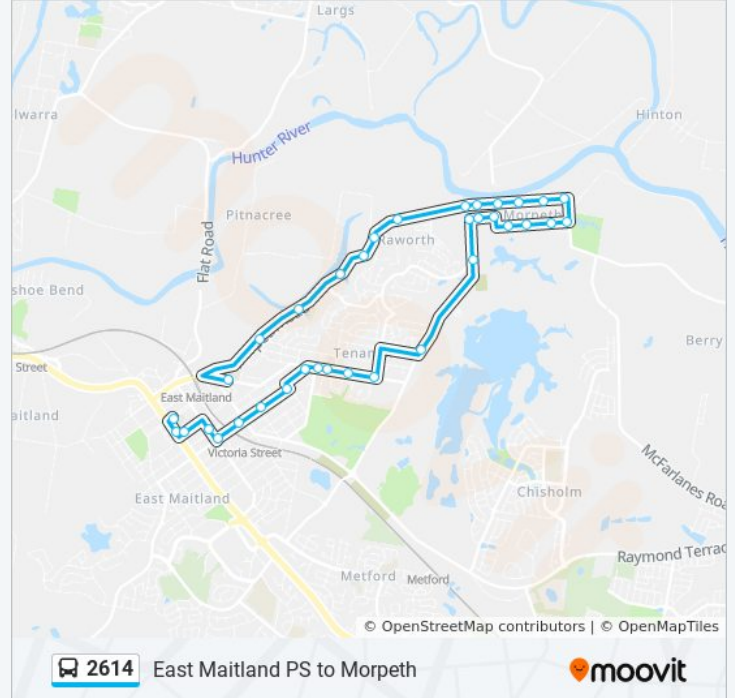 Largs
lwarra
Hinton
Hunter River
Pitnacree
Morpeth
Flat Road
Raworth
shoe Bend
Berry
Tenam
Street
East Maitland
aitland
Victoria Street
McFarlanes Roa
East Maitland
Chisholm
Raymond Terrac
Metford
Metford
© OpenStreetMap contributors | © OpenMapTiles
2614 East Maitland PS to Morpeth
moovit